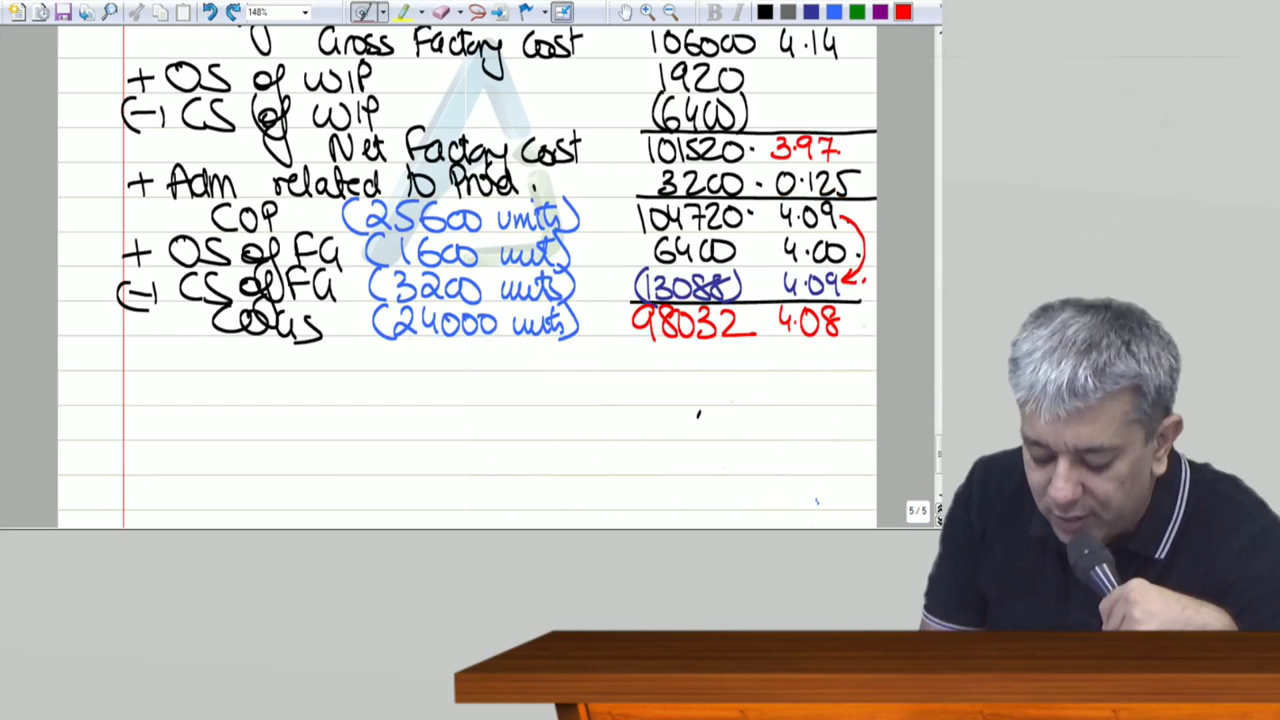 148%
B I
Gross Factory cost 106000 4.14
+ OS of WIP 1920
(-) CS of WIP (6400)
Net Factory cost 101520. 3.97.
+ Adm related to Prod. 3200. 0.125
COP (25600 units) 104720. 4.09
+ OS of FG (1600 unit) 6400 4.00.
(-) CS of FG (3200 units) (13088) 4.09
COGS (24000 units) 98032 4.08
5 / 5